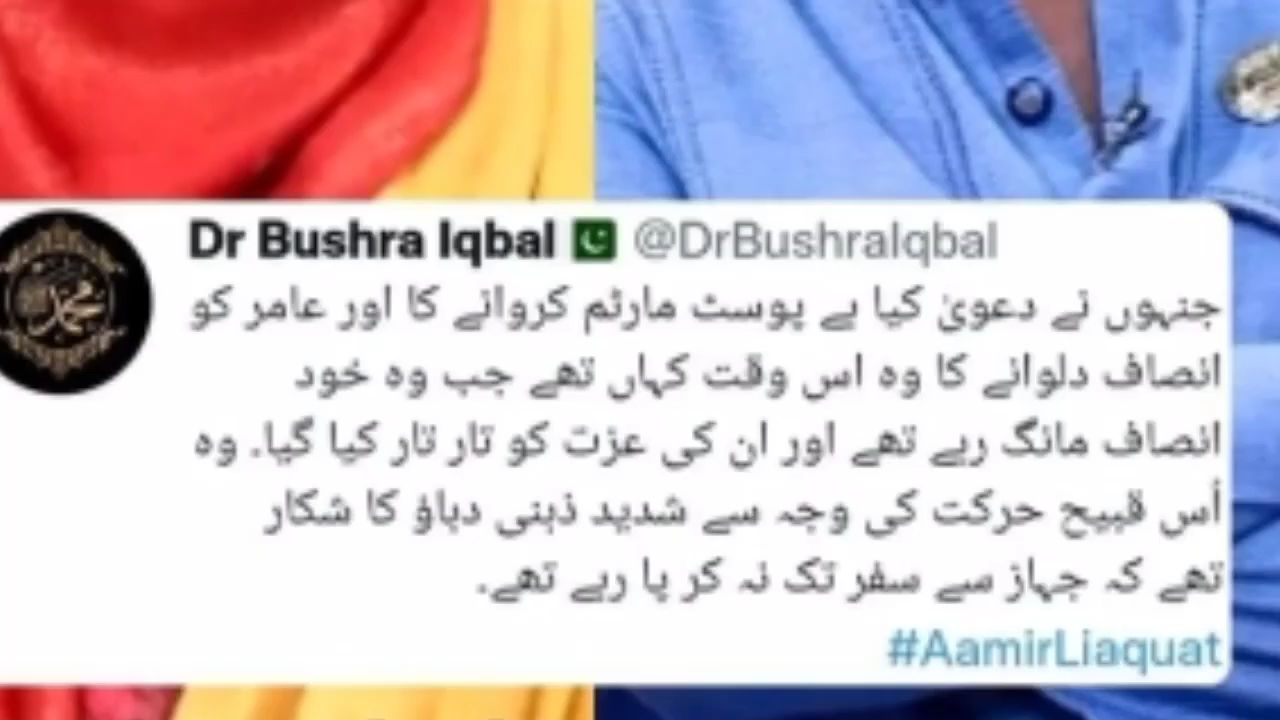 Dr Bushra Iqbal @DrBushraIqbal
جنہوں نے دعویٰ کیا ہے پوسٹ مارٹم کروانے کا اور عامر کو
انصاف دلوانے کا وہ اس وقت کہاں تھے جب وہ خود
انصاف مانگ رہے تھے اور ان کی عزت کو تار تار کیا گیا۔ وہ
اُس قبیح حرکت کی وجہ سے شدید ذہنی دباؤ کا شکار
تھے کہ جہاز سے سفر تک نہ کر پا رہے تھے۔
#AamirLiaquat
محمد